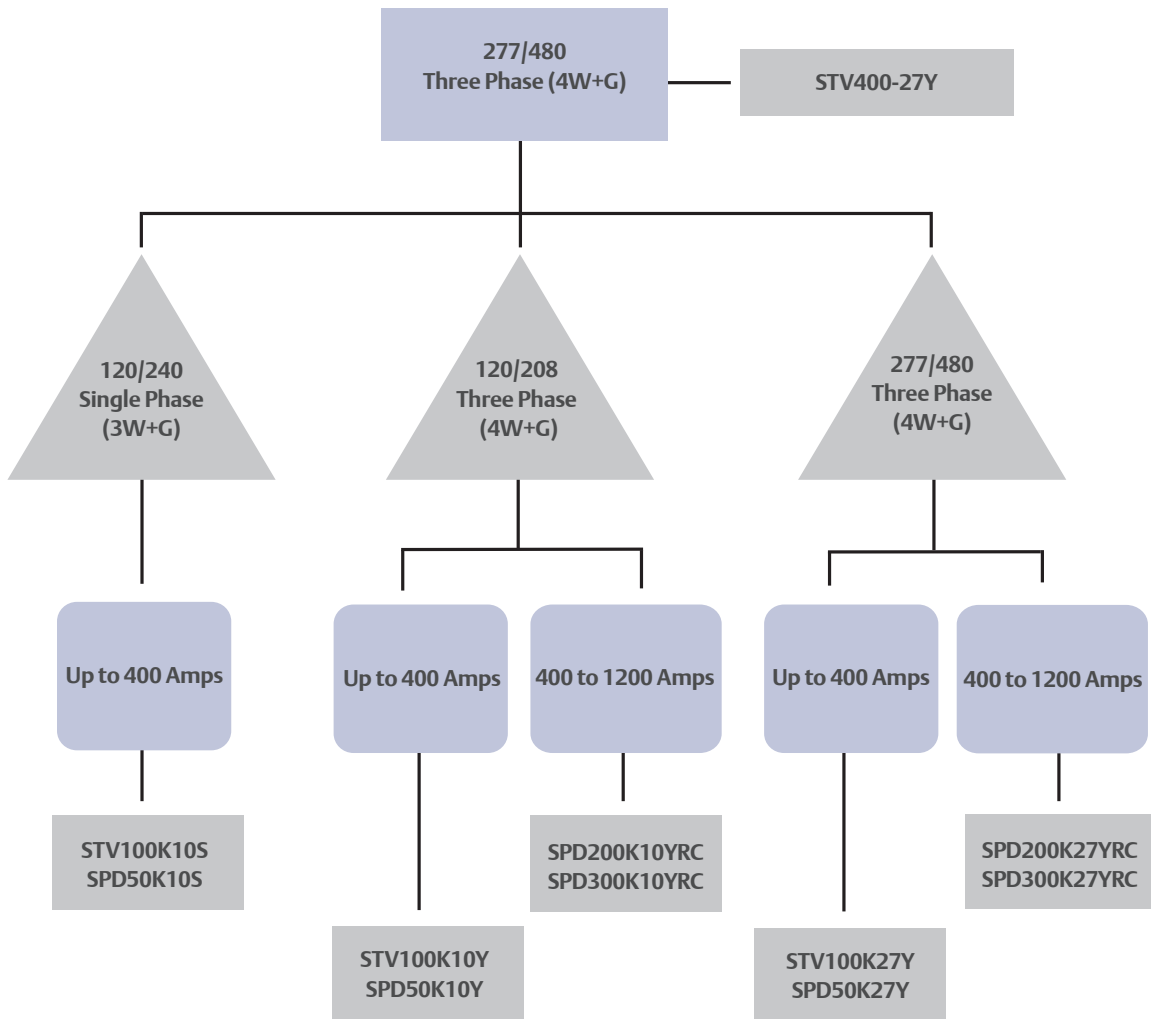 277/480
Three Phase (4W+G)
STV400-27Y
120/240
Single Phase
(3W+G)
120/208
Three Phase
(4W+G)
277/480
Three Phase
(4W+G)
Up to 400 Amps
Up to 400 Amps
400 to 1200 Amps
Up to 400 Amps
400 to 1200 Amps
STV100K10S
SPD50K10S
SPD200K10YRC
SPD300K10YRC
SPD200K27YRC
SPD300K27YRC
STV100K10Y
SPD50K10Y
STV100K27Y
SPD50K27Y